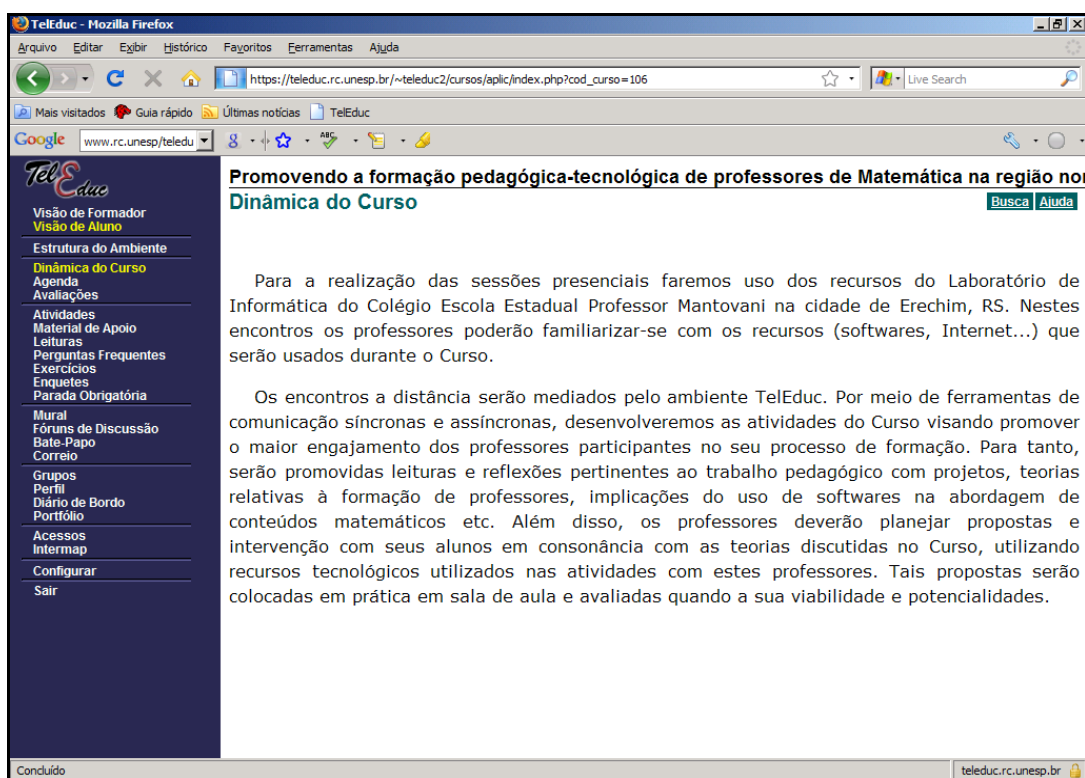 TelEduc - Mozilla Firefox
Arquivo Editar Exibir Histórico Favoritos Ferramentas Ajuda
https://teleduc.rc.unesp.br/~teleduc2/cursos/aplic/index.php?cod_curso=106
Live Search
Mais visitados Guia rápido Últimas notícias TelEduc
Google www.rc.unesp/teledu
TelEduc
Visão de Formador
Visão de Aluno
Estrutura do Ambiente
Dinâmica do Curso
Agenda
Avaliações
Atividades
Material de Apoio
Leituras
Perguntas Frequentes
Exercícios
Enquetes
Parada Obrigatória
Mural
Fóruns de Discussão
Bate-Papo
Correio
Grupos
Perfil
Diário de Bordo
Portfólio
Acessos
Intermap
Configurar
Sair
Promovendo a formação pedagógica-tecnológica de professores de Matemática na região nor
Dinâmica do Curso
Busca Ajuda
Para a realização das sessões presenciais faremos uso dos recursos do Laboratório de
Informática do Colégio Escola Estadual Professor Mantovani na cidade de Erechim, RS. Nestes
encontros os professores poderão familiarizar-se com os recursos (softwares, Internet...) que
serão usados durante o Curso.
Os encontros a distância serão mediados pelo ambiente TelEduc. Por meio de ferramentas de
comunicação síncronas e assíncronas, desenvolveremos as atividades do Curso visando promover
o maior engajamento dos professores participantes no seu processo de formação. Para tanto,
serão promovidas leituras e reflexões pertinentes ao trabalho pedagógico com projetos, teorias
relativas à formação de professores, implicações do uso de softwares na abordagem de
conteúdos matemáticos etc. Além disso, os professores deverão planejar propostas e
intervenção com seus alunos em consonância com as teorias discutidas no Curso, utilizando
recursos tecnológicos utilizados nas atividades com estes professores. Tais propostas serão
colocadas em prática em sala de aula e avaliadas quando a sua viabilidade e potencialidades.
Concluído
teleduc.rc.unesp.br